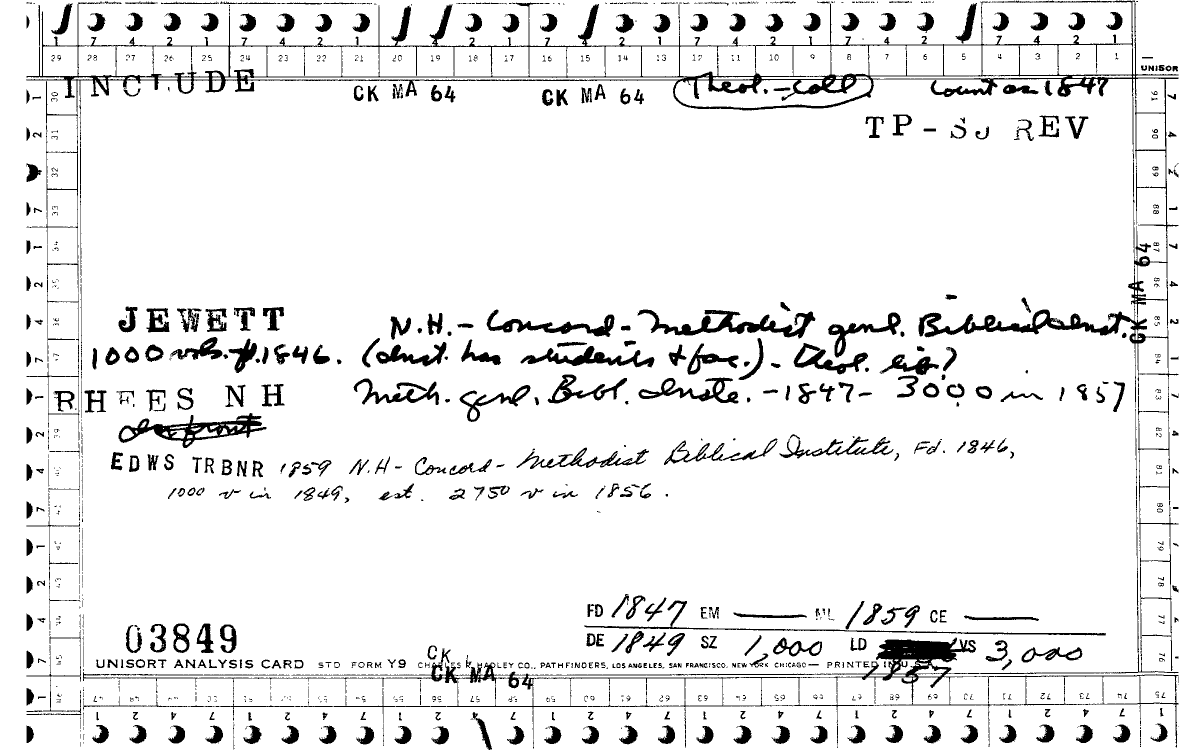 INCLUDE CK MA 64 CK MA 64 Theol.-coll Count as 1847
TP-SJ REV
UNISOR
CK MA 64
JEWETT N.H. - Concord - Methodist genl. Biblical Inst.
1000 vols. 1846. (Inst. has students & fac.) - Theol. lib?
RHEES NH Meth. genl. Bibl. Inste. - 1847 - 3000 in 1857
EDWS TRBNR 1859 N.H - Concord - Methodist Biblical Institute, Fd. 1846,
1000 v in 1849, est. 2750 v in 1856.
FD 1847 EM — ML 1859 CE —
03849 DE 1849 SZ 1,000 LD 1857 VS 3,000
CK
UNISORT ANALYSIS CARD STD FORM Y9 CHARLES R. HADLEY CO., PATHFINDERS, LOS ANGELES, SAN FRANCISCO, NEW YORK CHICAGO — PRINTED IN U.S.A.
CK MA 64